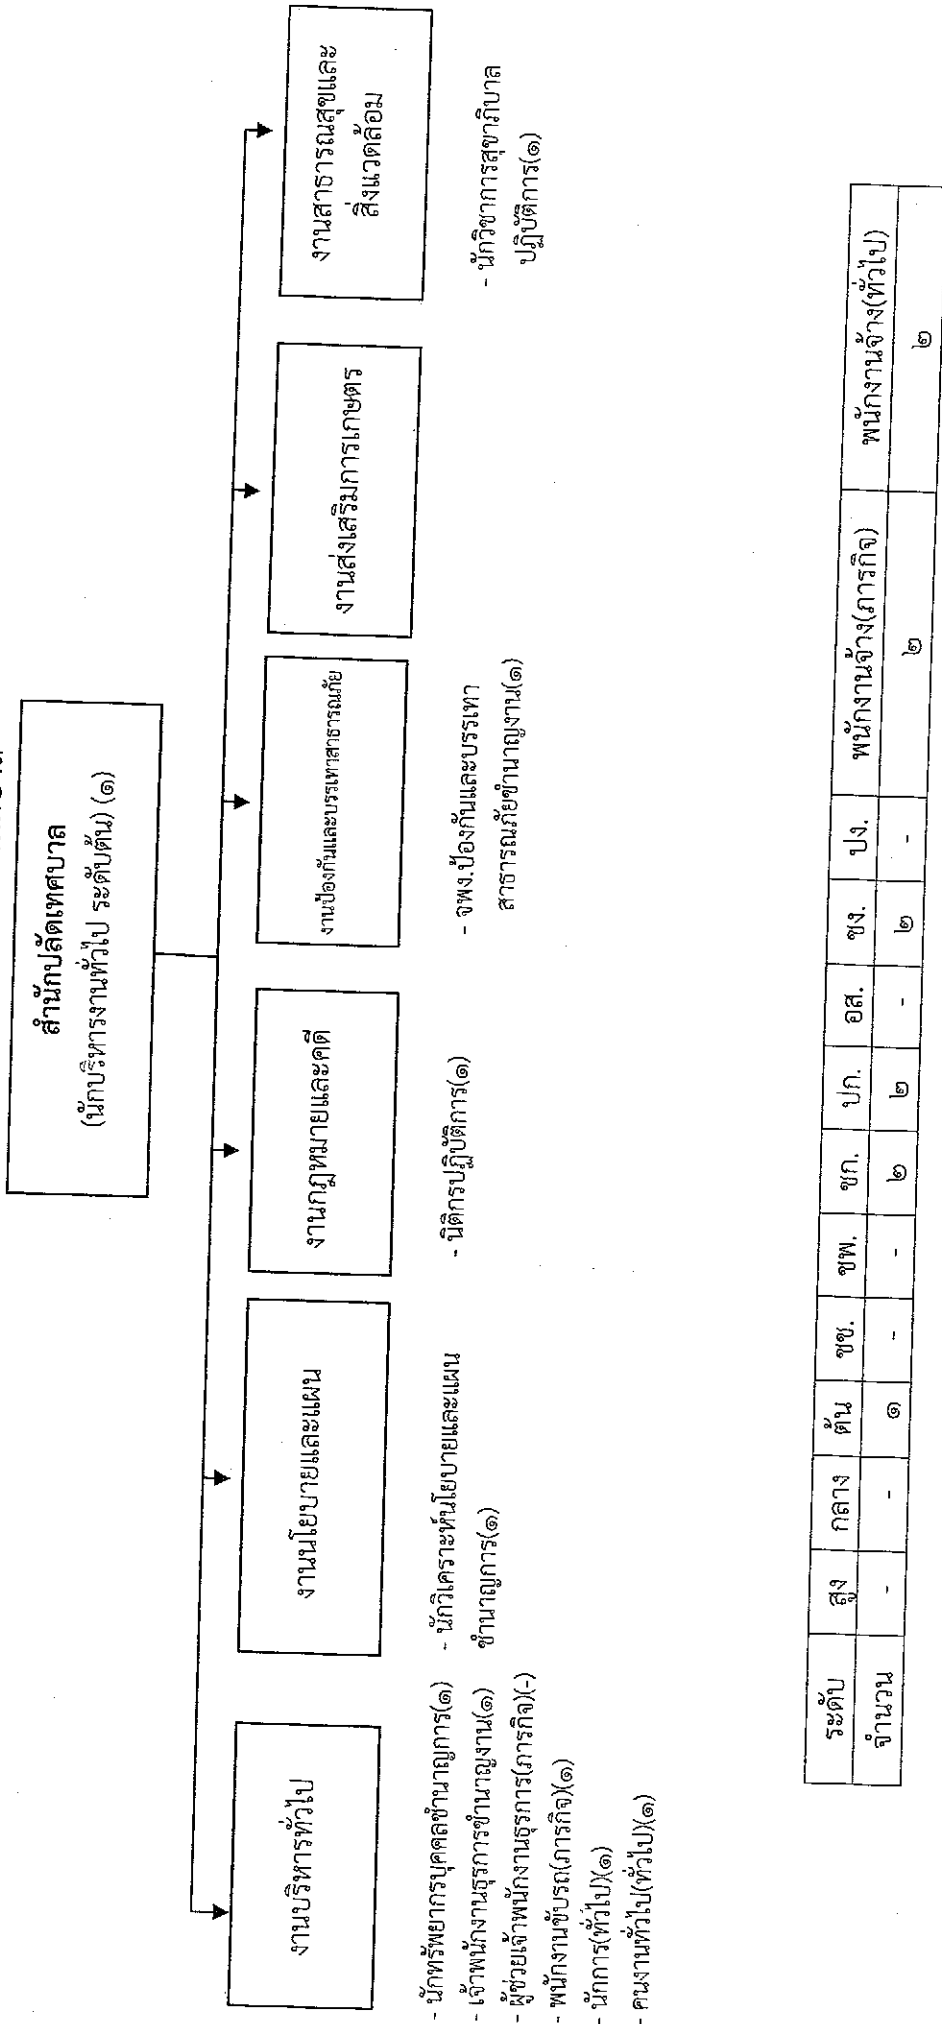 สำนักปลัดเทศบาล
(นักบริหารงานทั่วไป ระดับต้น) (๑)
งานบริหารทั่วไป
งานนโยบายและแผน
งานกฎหมายและคดี
งานป้องกันและบรรเทาสาธารณภัย
งานส่งเสริมการเกษตร
งานสาธารณสุขและ
สิ่งแวดล้อม
- นักทรัพยากรบุคคลชำนาญการ(๑)
- เจ้าพนักงานธุรการชำนาญงาน(๑)
- ผู้ช่วยเจ้าพนักงานธุรการ(ภารกิจ)(-)
- พนักงานขับรถ(ภารกิจ)(๑)
- นักการ(ทั่วไป)(๑)
- คนงานทั่วไป(ทั่วไป)(๑)
- นักวิเคราะห์นโยบายและแผน
ชำนาญการ(๑)
- นิติกรปฏิบัติการ(๑)
- จพง.ป้องกันและบรรเทา
สาธารณภัยชำนาญงาน(๑)
- นักวิชาการสุขาภิบาล
ปฏิบัติการ(๑)
ระดับ สูง กลาง ต้น ชช. ชพ. ชก. ปก. อส. ชง. ปง. พนักงานจ้าง(ภารกิจ) พนักงานจ้าง(ทั่วไป)
จำนวน - - ๑ - - ๒ ๒ - ๒ - ๒ ๒